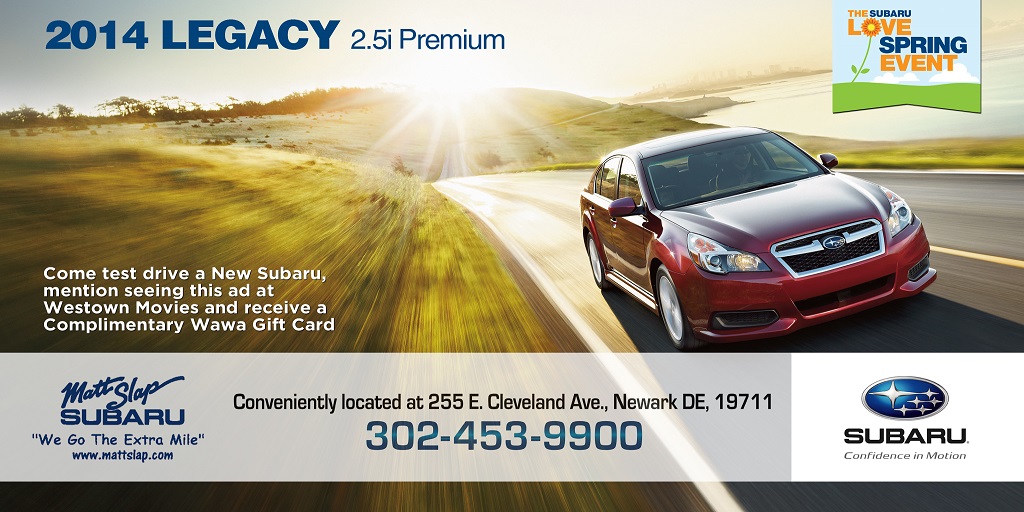 2014 LEGACY 2.5i Premium
THE SUBARU
LOVE
SPRING
EVENT
Come test drive a New Subaru,
mention seeing this ad at
Westown Movies and receive a
Complimentary Wawa Gift Card
Matt Slap
SUBARU
"We Go The Extra Mile"
www.mattslap.com
Conveniently located at 255 E. Cleveland Ave., Newark DE, 19711
302-453-9900
SUBARU®
Confidence in Motion